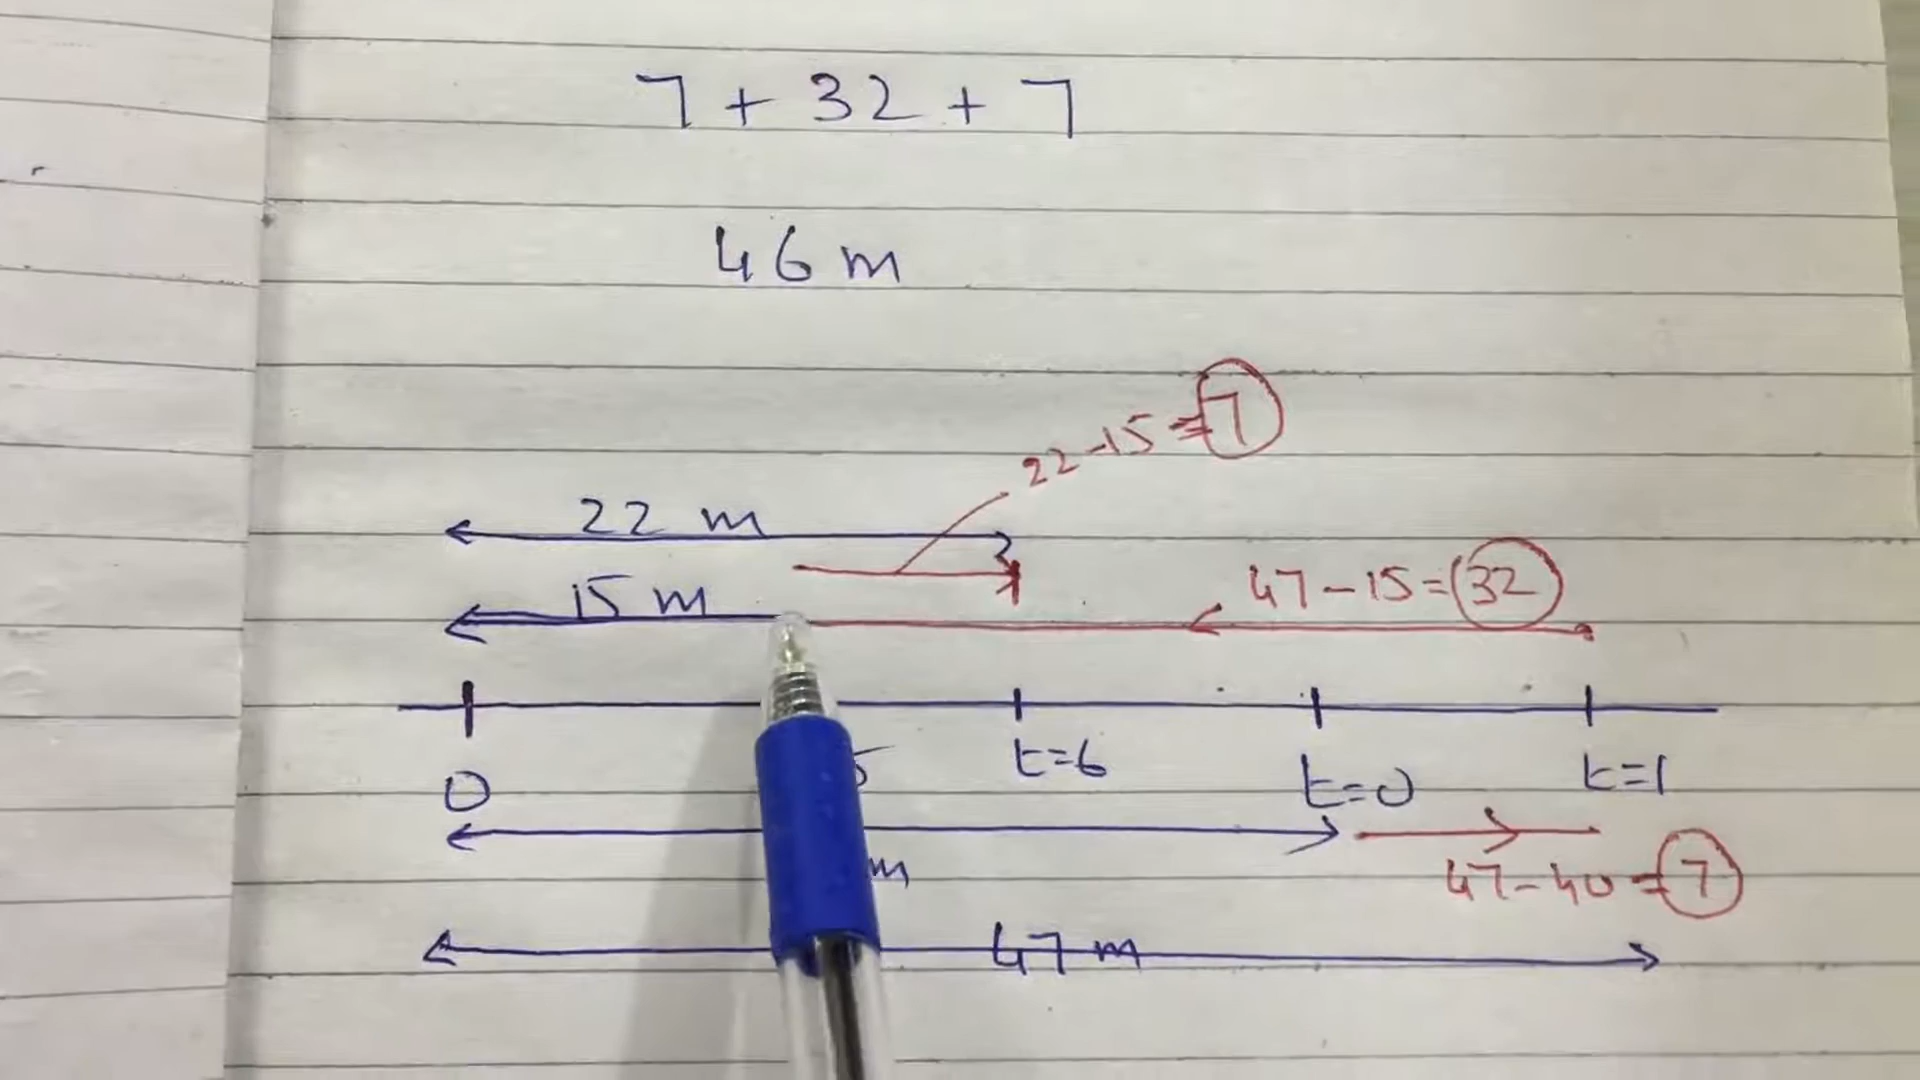 7 + 32 + 7
46 m
22-15=7
22 m
15 m
47-15=32
0
5
t=6
t=0
t=1
m
47-40=7
47 m